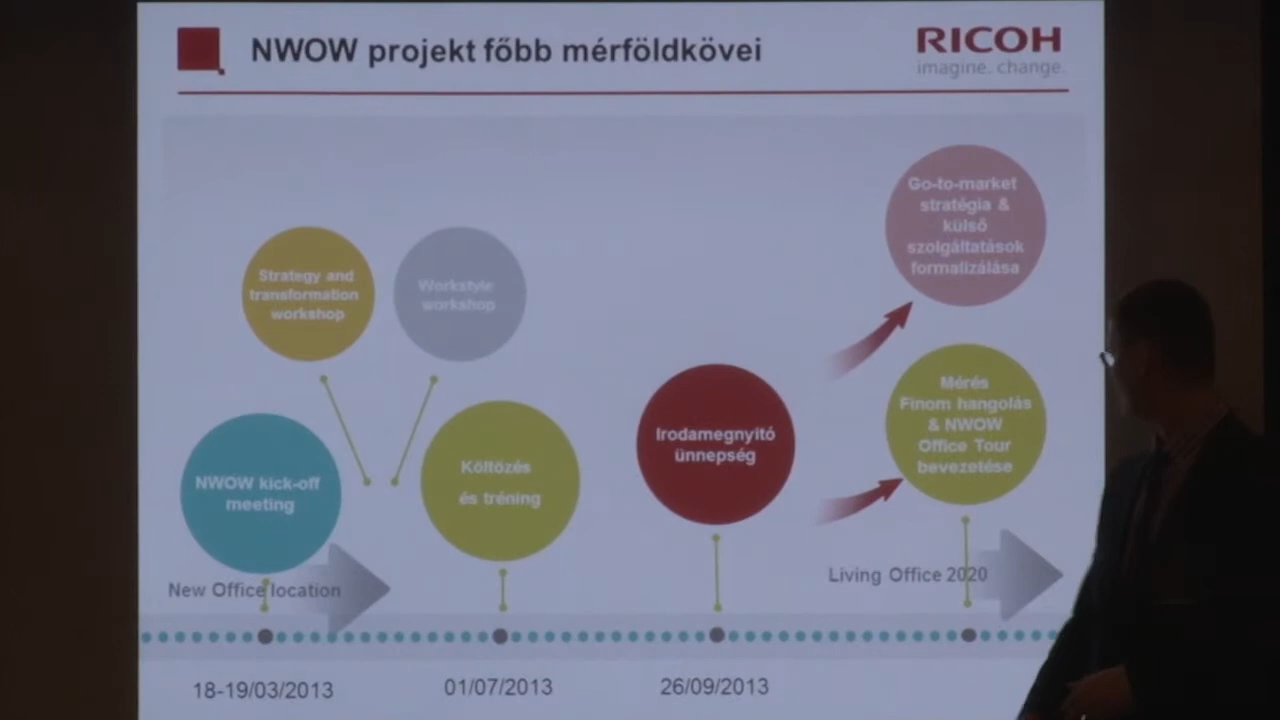 NWOW projekt főbb mérföldkövei
RICOH
imagine. change.
Go-to-market
stratégia &
külső
szolgáltatások
formalizálása
Strategy and
transformation
workshop
Workstyle
workshop
Mérés
Finom hangolás
& NWOW
Office Tour
bevezetése
Irodamegnyitó
ünnepség
Költözés
és tréning
NWOW kick-off
meeting
New Office location
Living Office 2020
18-19/03/2013
01/07/2013
26/09/2013